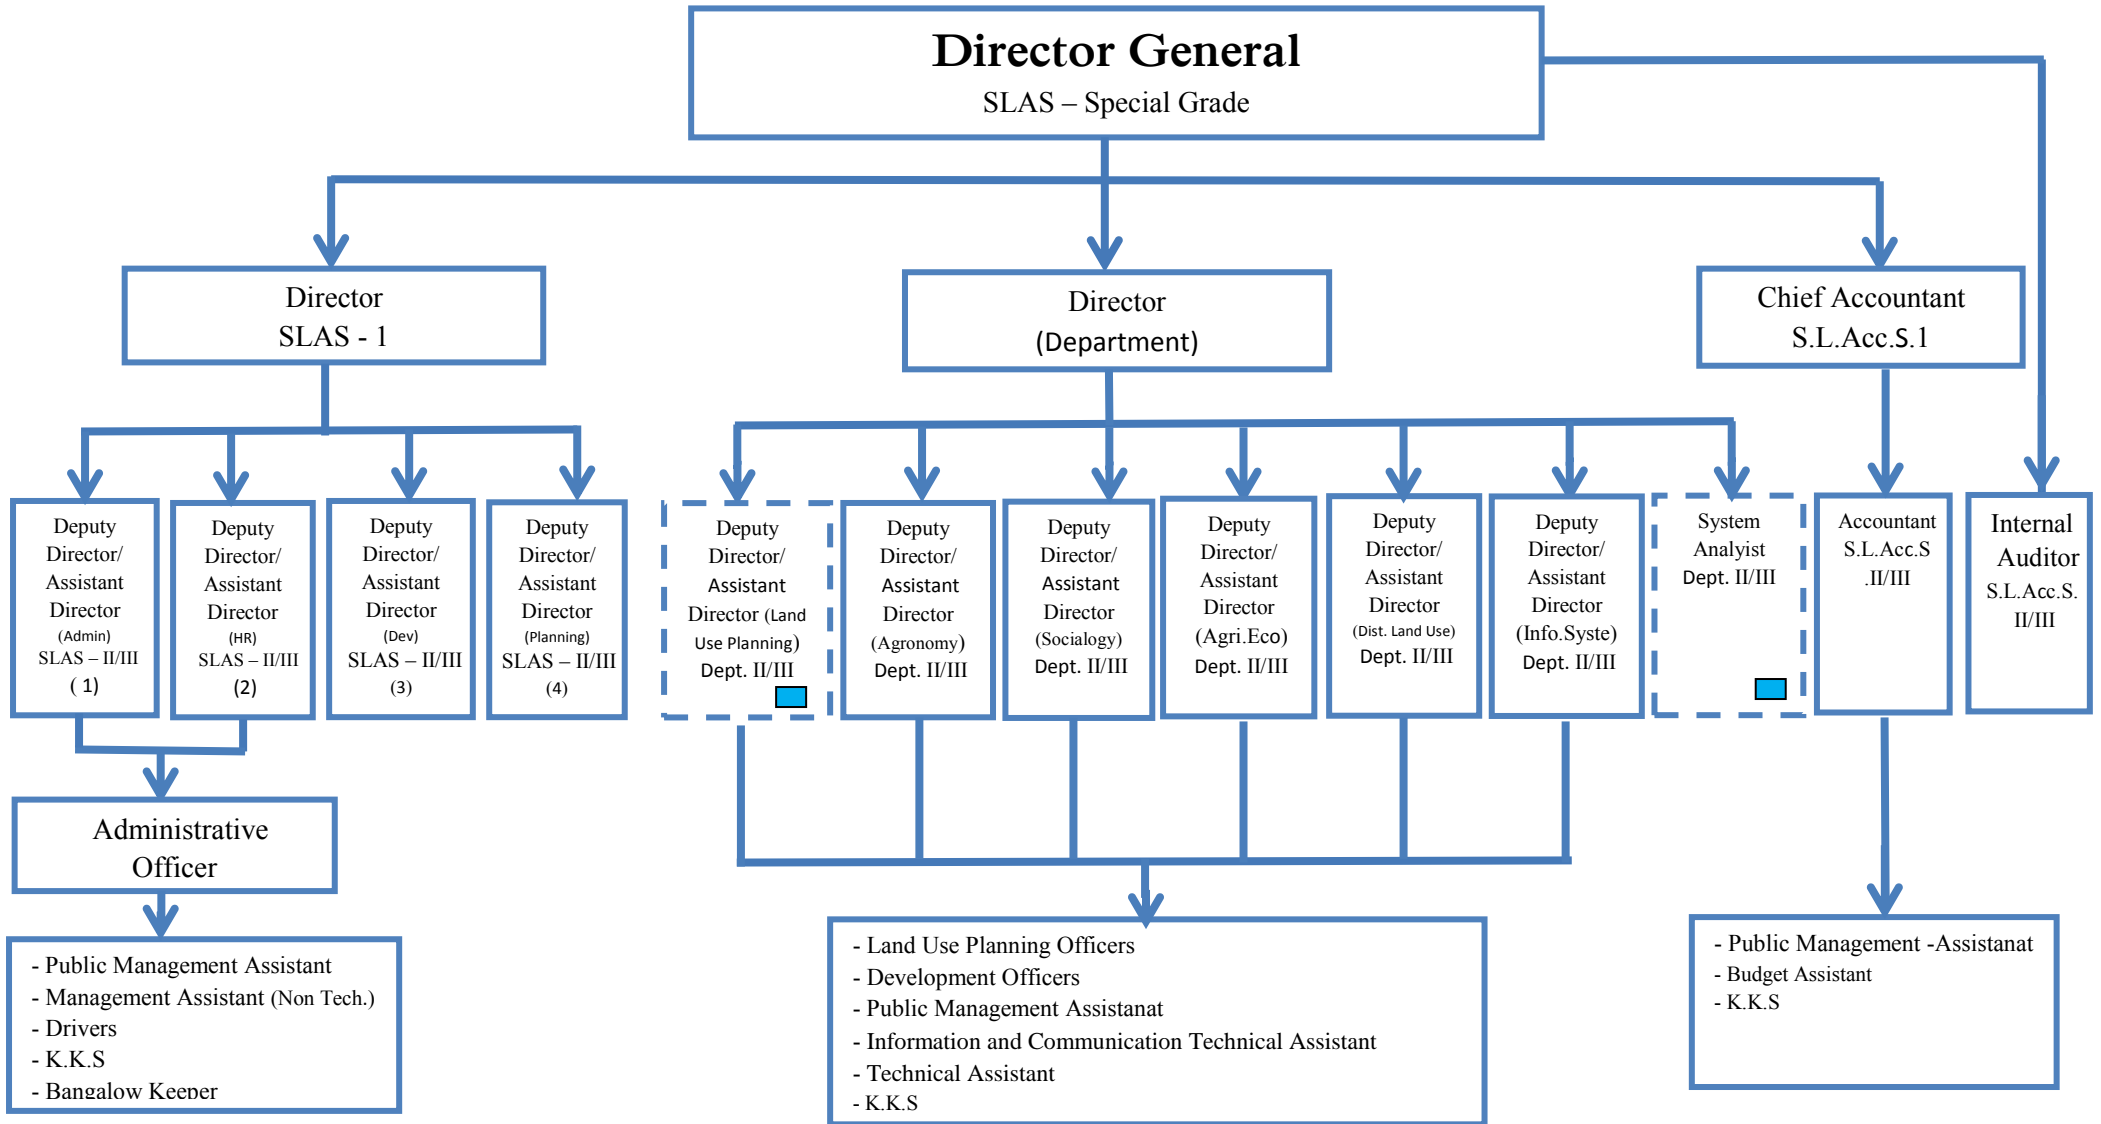 Director General
SLAS – Special Grade
Director
SLAS - 1
Director
(Department)
Chief Accountant
S.L.Acc.S.1
Deputy
Director/
Assistant
Director
(Admin)
SLAS – II/III
( 1)
Deputy
Director/
Assistant
Director
(HR)
SLAS – II/III
(2)
Deputy
Director/
Assistant
Director
(Dev)
SLAS – II/III
(3)
Deputy
Director/
Assistant
Director
(Planning)
SLAS – II/III
(4)
Deputy
Director/
Assistant
Director (Land
Use Planning)
Dept. II/III
Deputy
Director/
Assistant
Director
(Agronomy)
Dept. II/III
Deputy
Director/
Assistant
Director
(Socialogy)
Dept. II/III
Deputy
Director/
Assistant
Director
(Agri.Eco)
Dept. II/III
Deputy
Director/
Assistant
Director
(Dist. Land Use)
Dept. II/III
Deputy
Director/
Assistant
Director
(Info.Syste)
Dept. II/III
System
Analyist
Dept. II/III
Accountant
S.L.Acc.S
.II/III
Internal
Auditor
S.L.Acc.S.
II/III
Administrative
Officer
- Public Management Assistant
- Management Assistant (Non Tech.)
- Drivers
- K.K.S
- Bangalow Keeper
- Land Use Planning Officers
- Development Officers
- Public Management Assistanat
- Information and Communication Technical Assistant
- Technical Assistant
- K.K.S
- Public Management -Assistanat
- Budget Assistant
- K.K.S